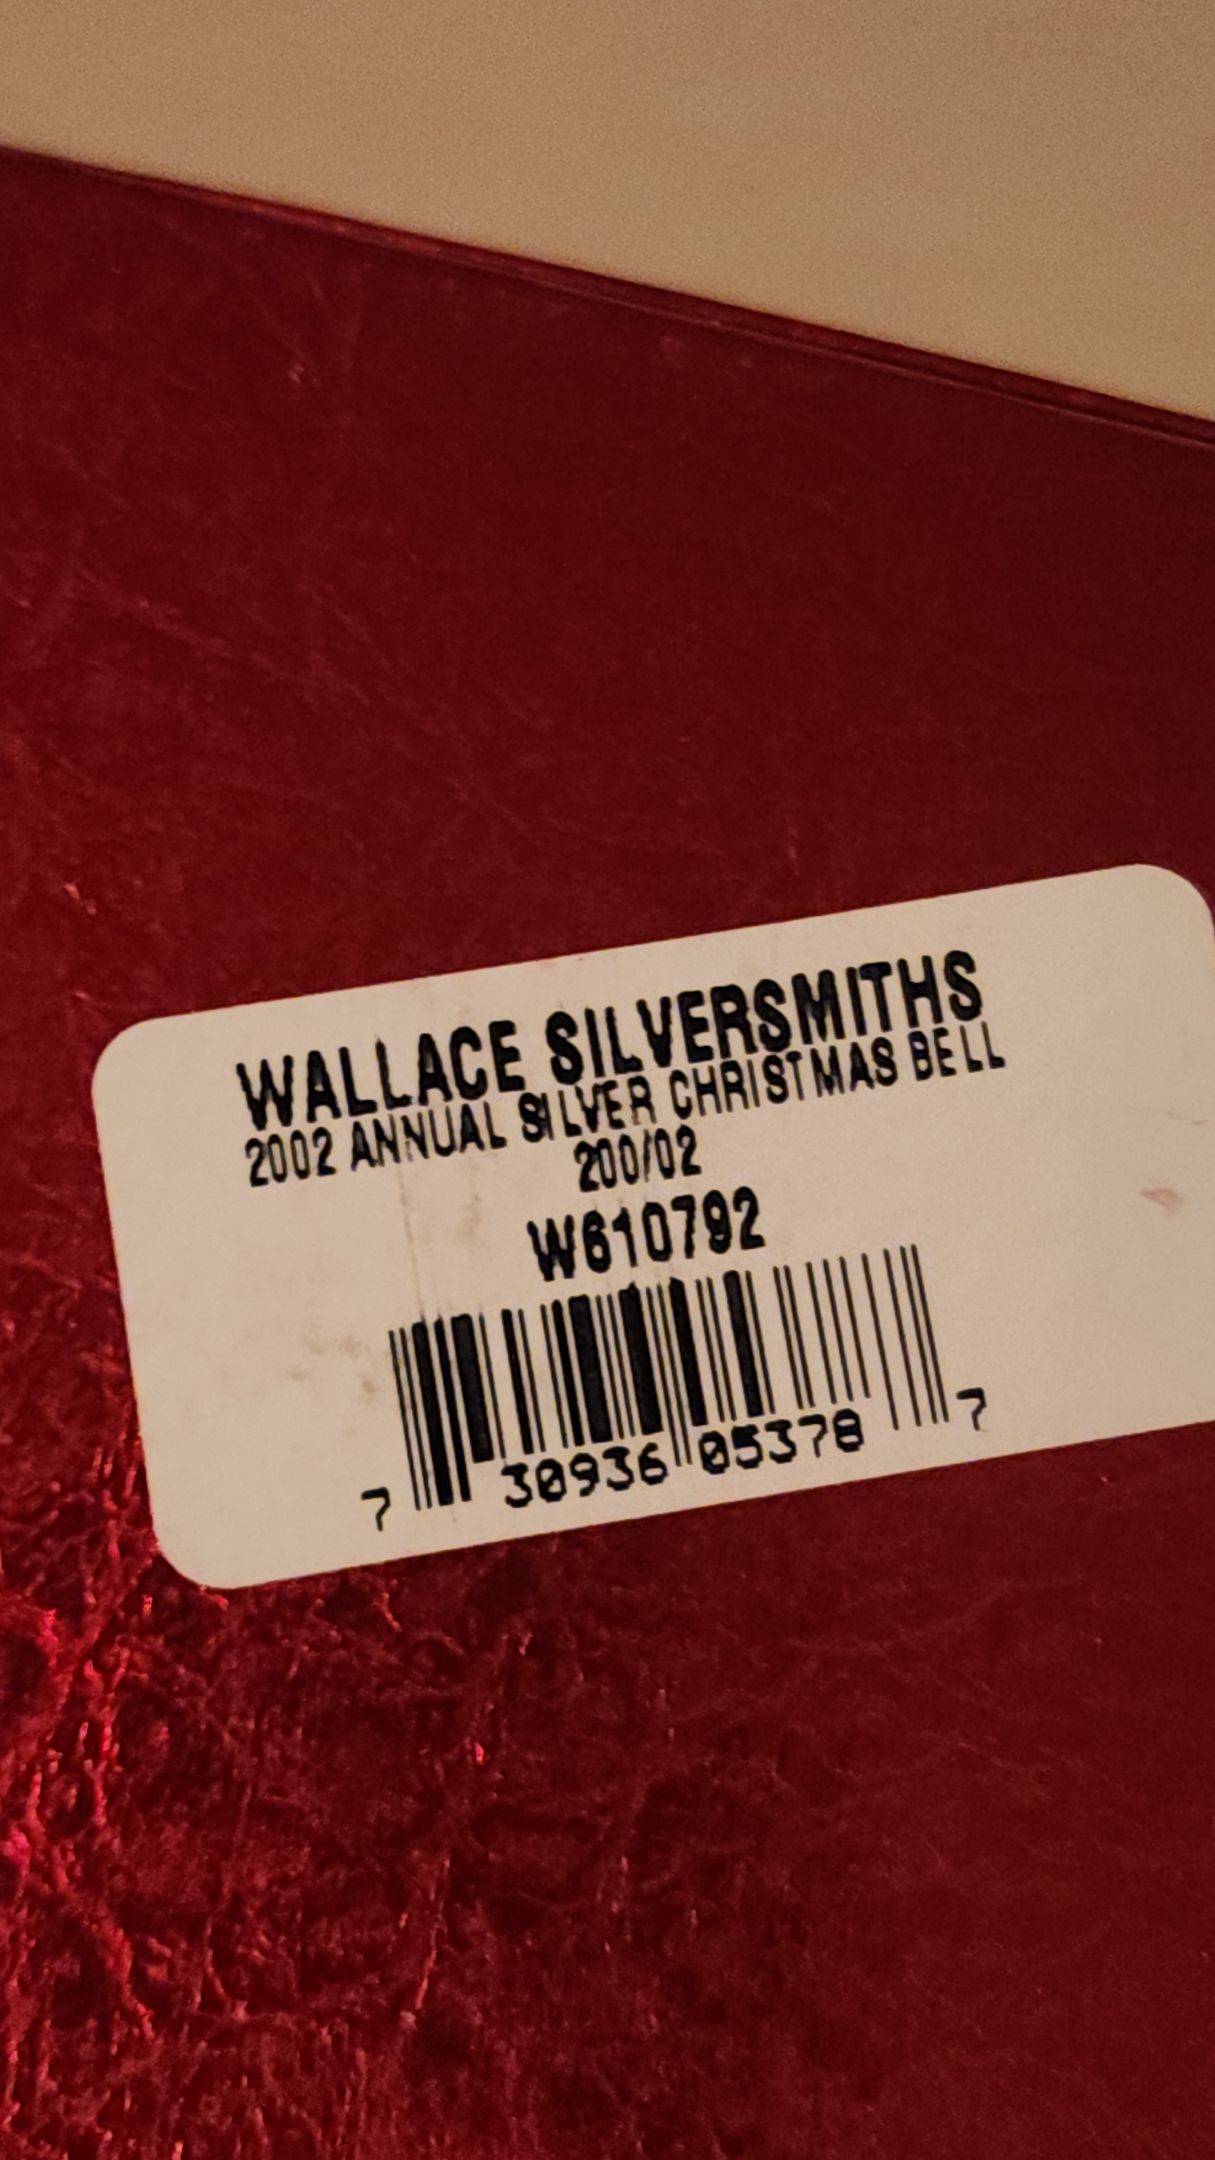 WALLACE SILVERSMITHS
2002 ANNUAL SILVER CHRISTMAS BELL
200/02
W610792
7 30936 05378 7